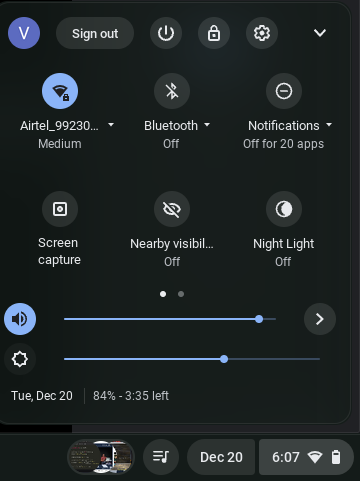 V Sign out
Airtel_99230... Bluetooth Notifications
Medium Off Off for 20 apps
Screen capture Nearby visibil... Night Light
Off Off
Tue, Dec 20 84% - 3:35 left
Dec 20 6:07